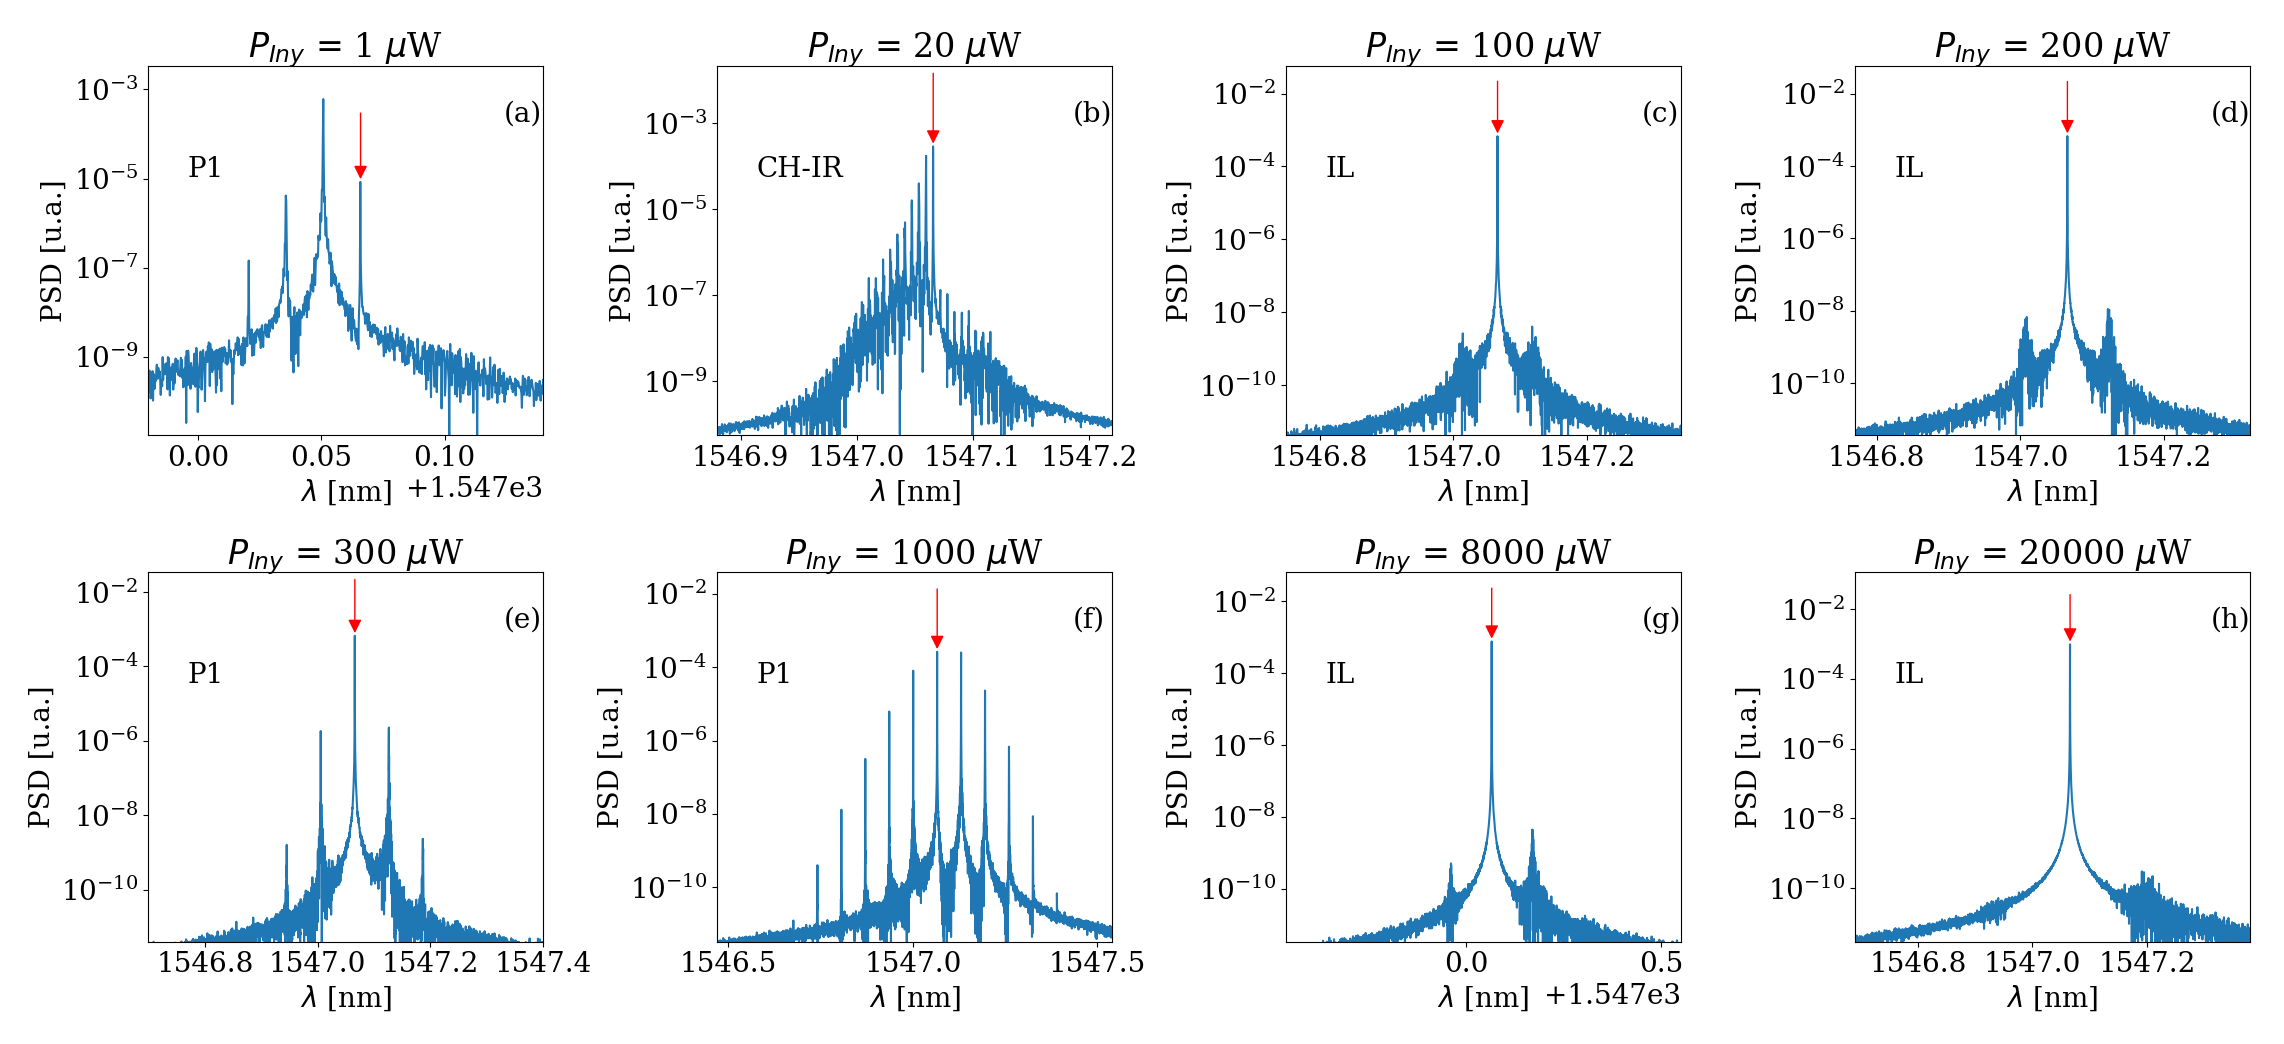 P_Iny = 1 μW
(a)
P1
PSD [u.a.]
10^−3
10^−5
10^−7
10^−9
0.00 0.05 0.10
λ [nm] +1.547e3
P_Iny = 20 μW
(b)
CH-IR
PSD [u.a.]
10^−3
10^−5
10^−7
10^−9
1546.9 1547.0 1547.1 1547.2
λ [nm]
P_Iny = 100 μW
(c)
IL
PSD [u.a.]
10^−2
10^−4
10^−6
10^−8
10^−10
1546.8 1547.0 1547.2
λ [nm]
P_Iny = 200 μW
(d)
IL
PSD [u.a.]
10^−2
10^−4
10^−6
10^−8
10^−10
1546.8 1547.0 1547.2
λ [nm]
P_Iny = 300 μW
(e)
P1
PSD [u.a.]
10^−2
10^−4
10^−6
10^−8
10^−10
1546.8 1547.0 1547.2 1547.4
λ [nm]
P_Iny = 1000 μW
(f)
P1
PSD [u.a.]
10^−2
10^−4
10^−6
10^−8
10^−10
1546.5 1547.0 1547.5
λ [nm]
P_Iny = 8000 μW
(g)
IL
PSD [u.a.]
10^−2
10^−4
10^−6
10^−8
10^−10
0.0 0.5
λ [nm] +1.547e3
P_Iny = 20000 μW
(h)
IL
PSD [u.a.]
10^−2
10^−4
10^−6
10^−8
10^−10
1546.8 1547.0 1547.2
λ [nm]